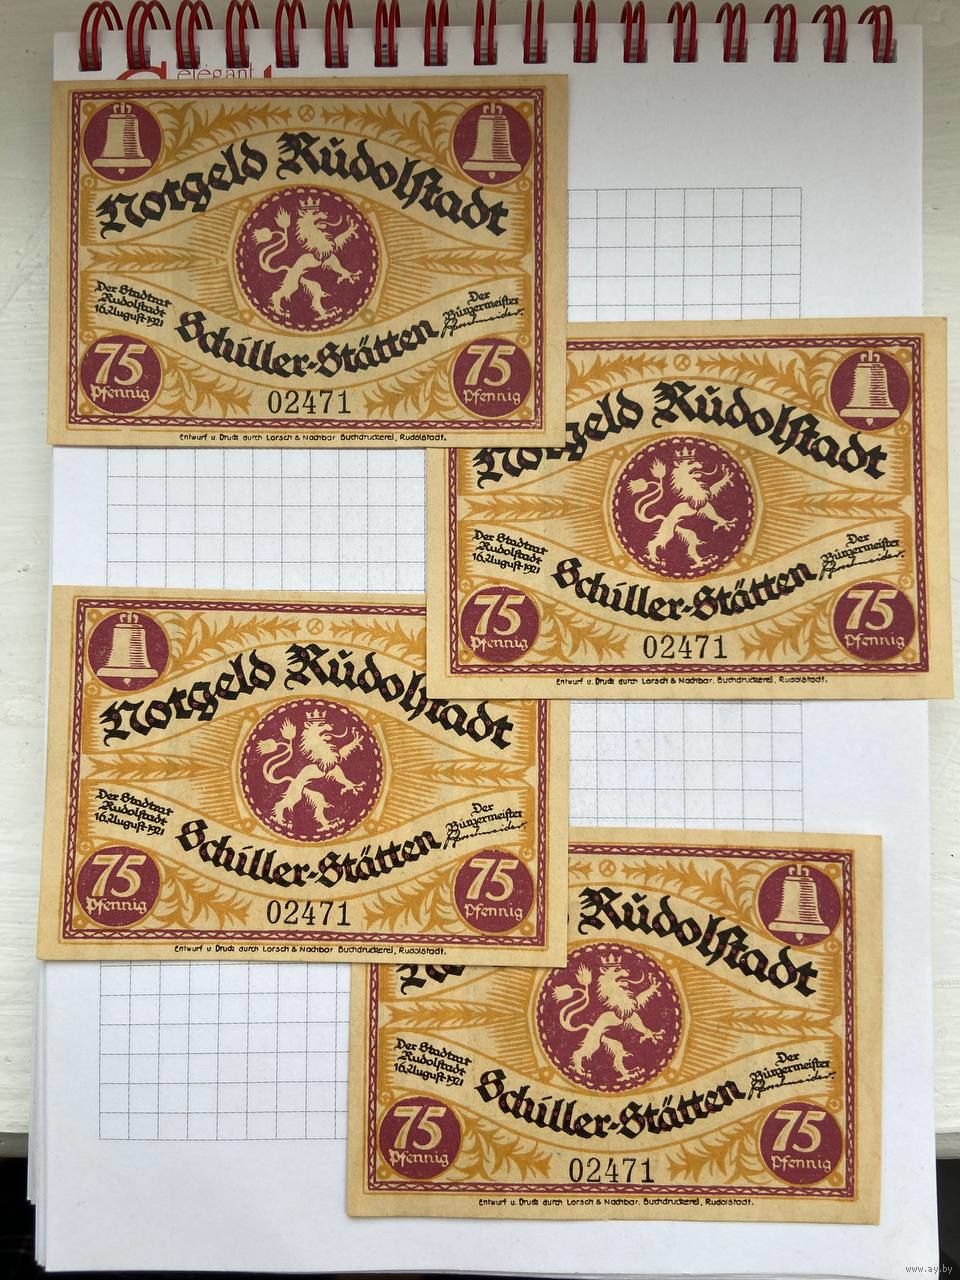 elegant
Notgeld Rudolstadt
Der Stadtrat
Rudolstadt
16. August 1921
Der
Bürgermeister
Schiller-Stätten
75
Pfennig
75
Pfennig
02471
Entwurf u. Druck durch Lorsch & Nachbar. Buchdruckerei, Rudolstadt.
Notgeld Rudolstadt
Der Stadtrat
Rudolstadt
16. August 1921
Der
Bürgermeister
Schiller-Stätten
75
Pfennig
75
Pfennig
02471
Entwurf u. Druck durch Lorsch & Nachbar. Buchdruckerei, Rudolstadt.
Notgeld Rudolstadt
Der Stadtrat
Rudolstadt
16. August 1921
Der
Bürgermeister
Schiller-Stätten
75
Pfennig
75
Pfennig
02471
Entwurf u. Druck durch Lorsch & Nachbar Buchdruckerei, Rudolstadt.
Rudolstadt
Der Stadtrat
Rudolstadt
16. August 1921
Der
Bürgermeister
Schiller-Stätten
75
Pfennig
75
Pfennig
02471
Entwurf u. Druck durch Lorsch & Nachbar. Buchdruckerei, Rudolstadt.
www.ay.by